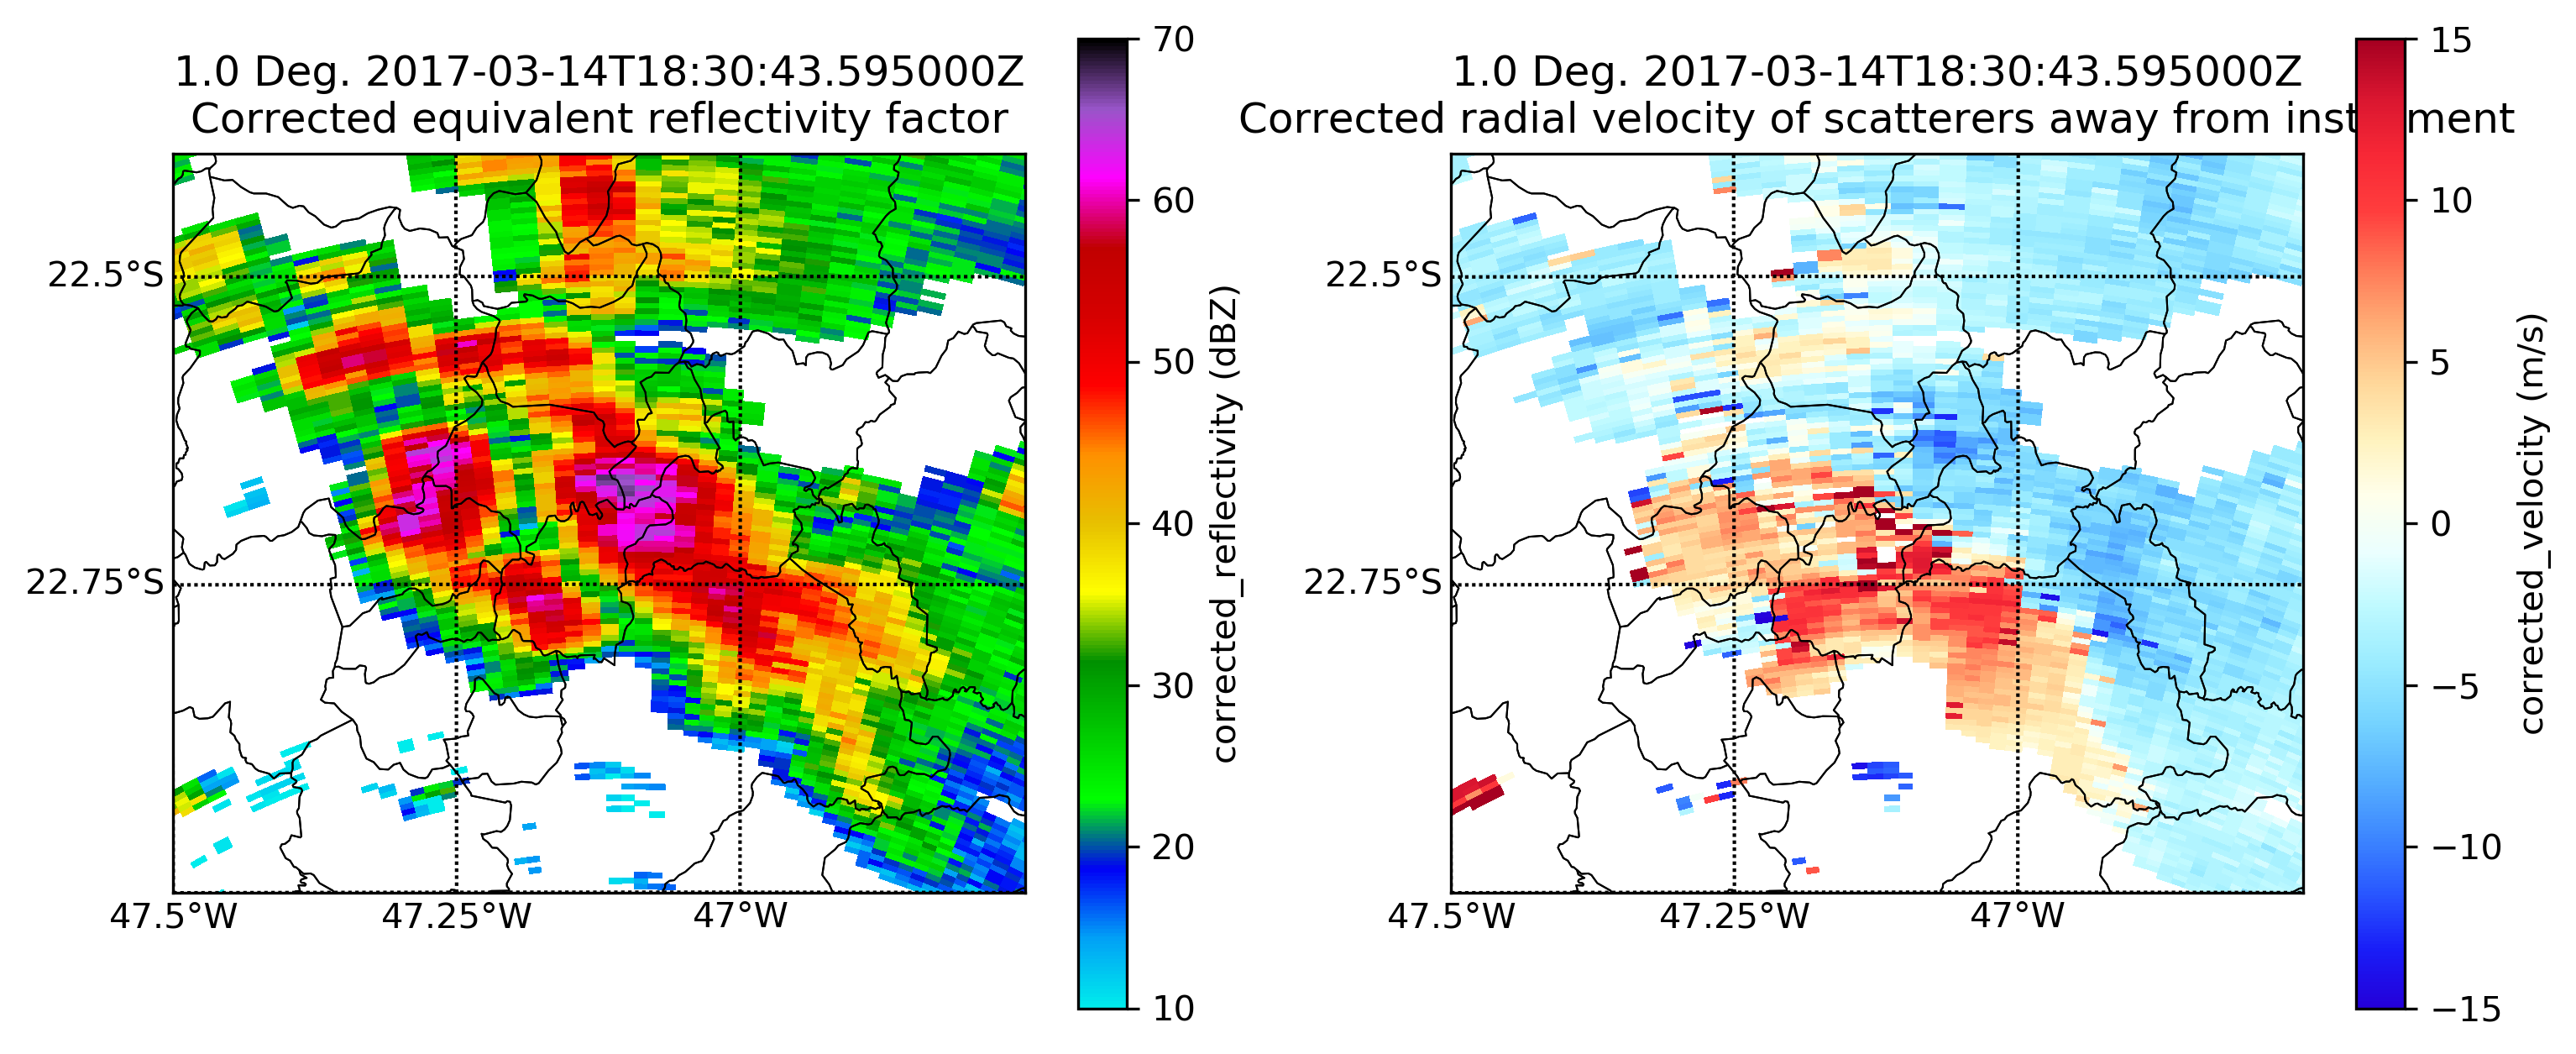 1.0 Deg. 2017-03-14T18:30:43.595000Z
Corrected equivalent reflectivity factor
22.5°S
22.75°S
47.5°W
47.25°W
47°W
70
60
50
40
30
20
10
corrected_reflectivity (dBZ)
1.0 Deg. 2017-03-14T18:30:43.595000Z
Corrected radial velocity of scatterers away from inst ment
22.5°S
22.75°S
47.5°W
47.25°W
47°W
15
10
5
0
−5
−10
−15
corrected_velocity (m/s)